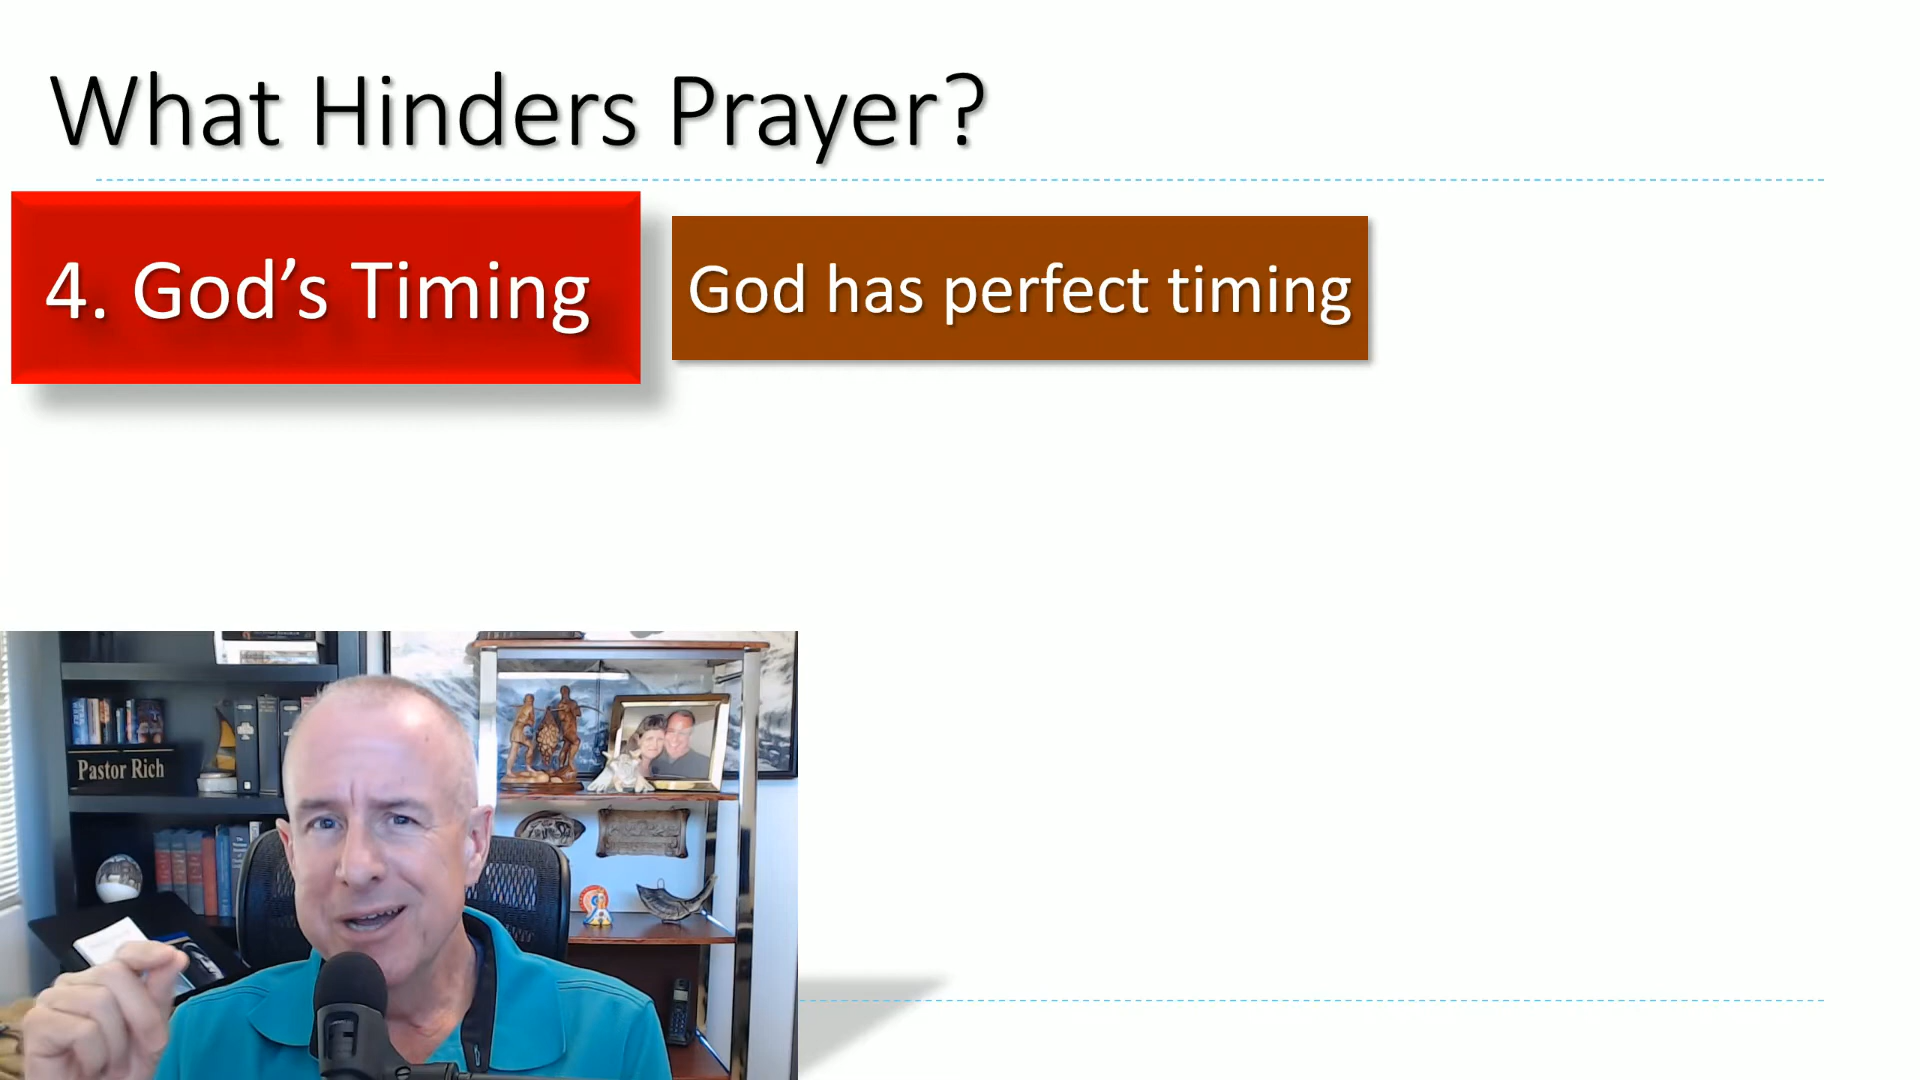 What Hinders Prayer?
4. God's Timing
God has perfect timing
Pastor Rich